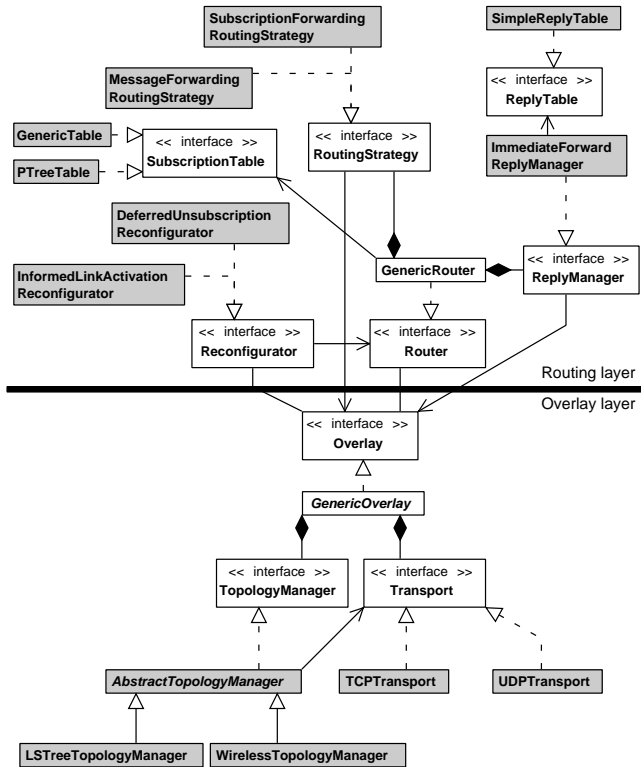 SubscriptionForwarding
RoutingStrategy
SimpleReplyTable
MessageForwarding
RoutingStrategy
<< interface >>
ReplyTable
GenericTable
<< interface >>
SubscriptionTable
<< interface >>
RoutingStrategy
ImmediateForward
ReplyManager
PTreeTable
DeferredUnsubscription
Reconfigurator
GenericRouter
<< interface >>
ReplyManager
InformedLinkActivation
Reconfigurator
<< interface >>
Reconfigurator
<< interface >>
Router
Routing layer
Overlay layer
<< interface >>
Overlay
GenericOverlay
<< interface >>
TopologyManager
<< interface >>
Transport
AbstractTopologyManager
TCPTransport
UDPTransport
LSTreeTopologyManager
WirelessTopologyManager